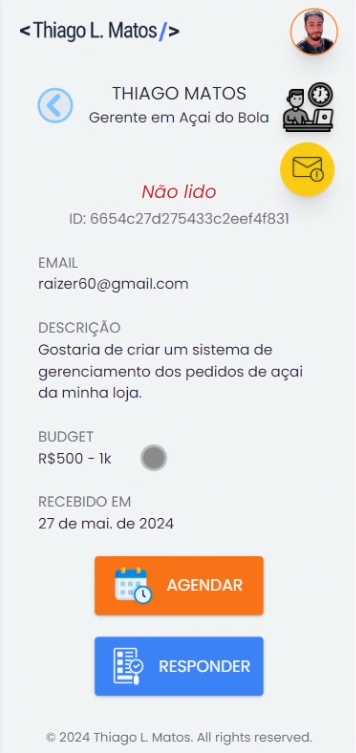 <Thiago L. Matos/>
THIAGO MATOS
Gerente em Açai do Bola
Não lido
ID: 6654c27d275433c2eef4f831
EMAIL
raizer60@gmail.com
DESCRIÇÃO
Gostaria de criar um sistema de
gerenciamento dos pedidos de açai
da minha loja.
BUDGET
R$500 - 1k
RECEBIDO EM
27 de mai. de 2024
AGENDAR
RESPONDER
© 2024 Thiago L. Matos. All rights reserved.